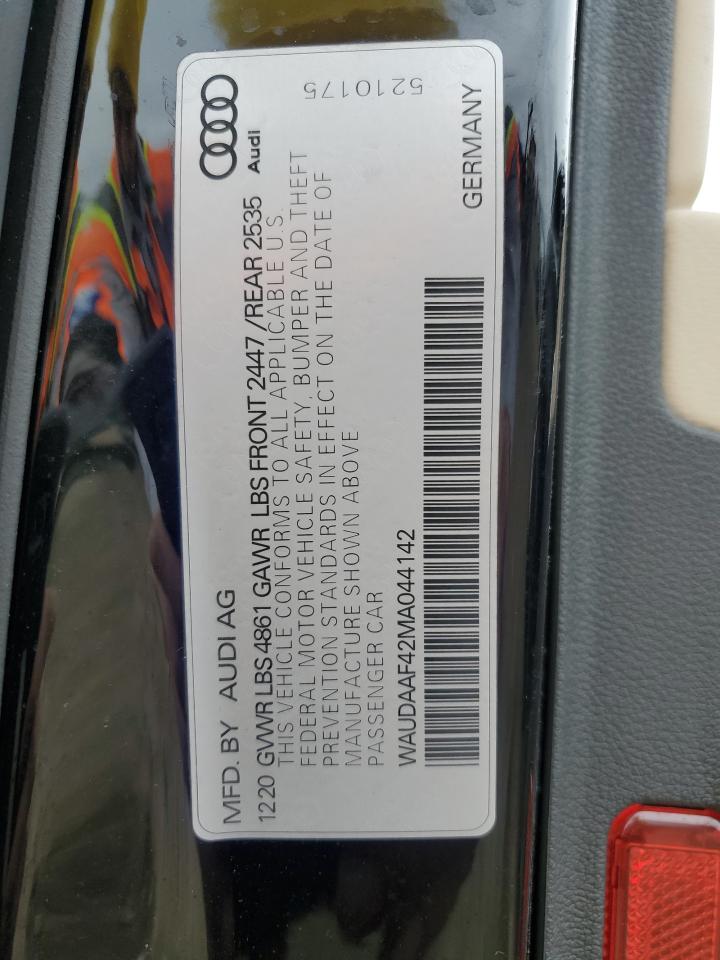 MFD. BY AUDI AG
Audi
1220 GVWR LBS 4861 GAWR LBS FRONT 2447 /REAR 2535
THIS VEHICLE CONFORMS TO ALL APPLICABLE U.S.
FEDERAL MOTOR VEHICLE SAFETY, BUMPER AND THEFT
PREVENTION STANDARDS IN EFFECT ON THE DATE OF
MANUFACTURE SHOWN ABOVE
PASSENGER CAR
5210175
WAUDAAF42MA044142
GERMANY